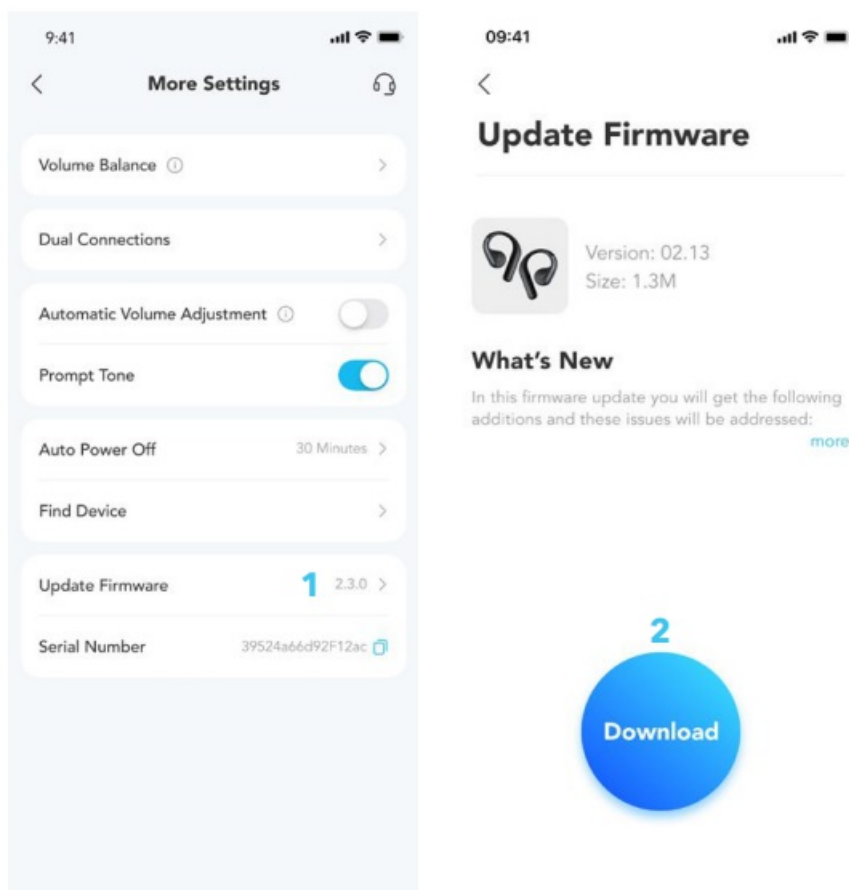 9:41
More Settings
Volume Balance
Dual Connections
Automatic Volume Adjustment
Prompt Tone
Auto Power Off 30 Minutes
Find Device
Update Firmware 1 2.3.0
Serial Number 39524a66d92F12ac
09:41
Update Firmware
Version: 02.13
Size: 1.3M
What's New
In this firmware update you will get the following
additions and these issues will be addressed:
more
2
Download